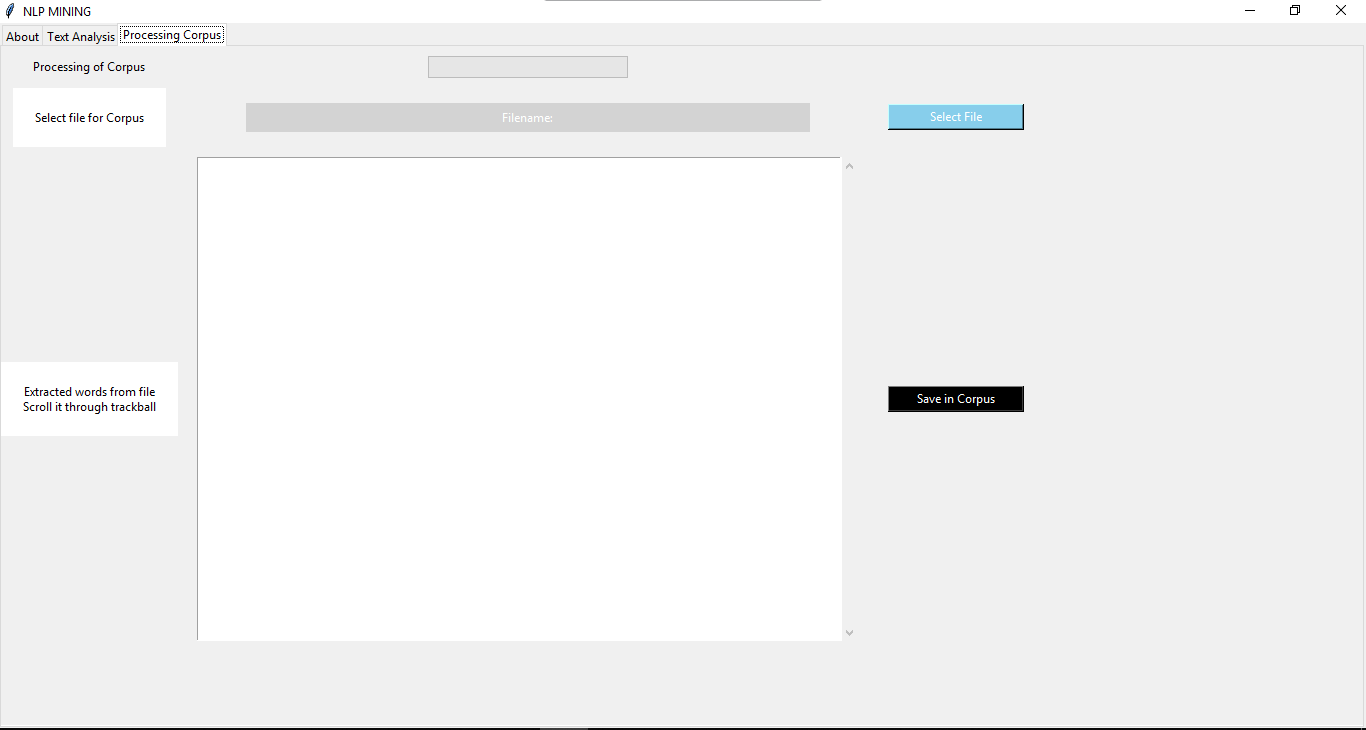 NLP MINING
About Text Analysis Processing Corpus
Processing of Corpus
Select file for Corpus
Filename:
Select File
Extracted words from file
Scroll it through trackball
Save in Corpus